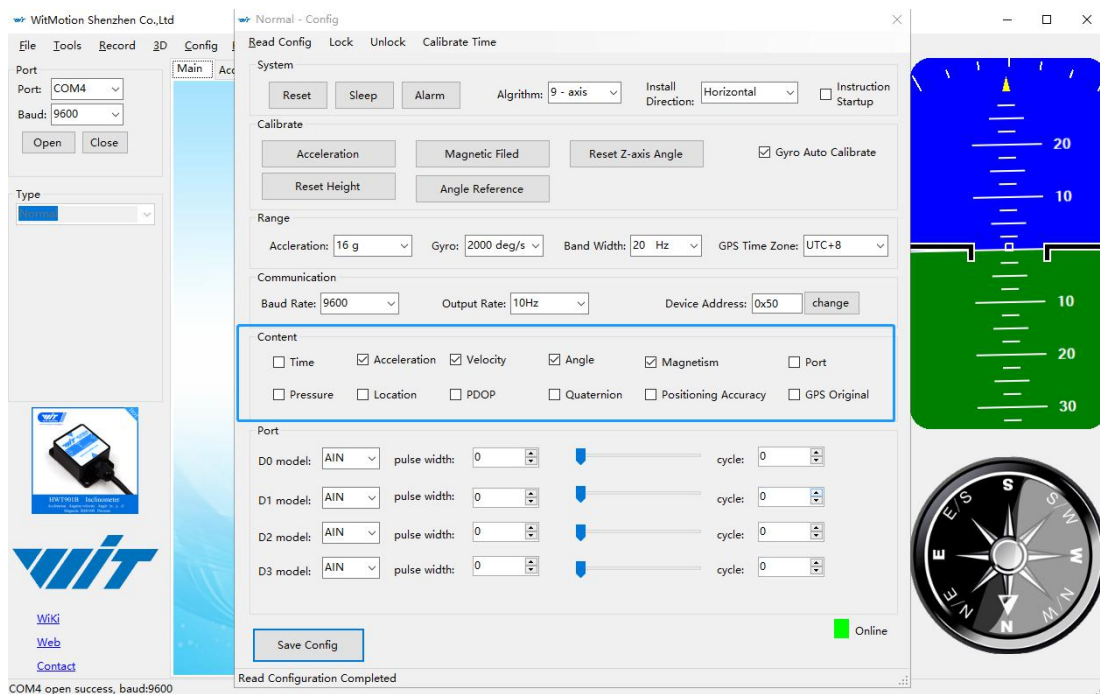 WitMotion Shenzhen Co.,Ltd
File Tools Record 3D Config
Port
Port: COM4
Baud: 9600
Open Close
Type
Normal
HWT901B Inclinometer
WiT
WiKi
Web
Contact
COM4 open success, baud:9600
Main Acc
Normal - Config
Read Config Lock Unlock Calibrate Time
System
Reset Sleep Alarm Algrithm: 9 - axis Install Direction: Horizontal Instruction Startup
Calibrate
Acceleration Magnetic Filed Reset Z-axis Angle Gyro Auto Calibrate
Reset Height Angle Reference
Range
Accleration: 16 g Gyro: 2000 deg/s Band Width: 20 Hz GPS Time Zone: UTC+8
Communication
Baud Rate: 9600 Output Rate: 10Hz Device Address: 0x50 change
Content
Time Acceleration Velocity Angle Magnetism Port
Pressure Location PDOP Quaternion Positioning Accuracy GPS Original
Port
D0 model: AIN pulse width: 0 cycle: 0
D1 model: AIN pulse width: 0 cycle: 0
D2 model: AIN pulse width: 0 cycle: 0
D3 model: AIN pulse width: 0 cycle: 0
Save Config Online
Read Configuration Completed
20
10
10
20
30
S
S/W
W
N/W
N
N/E
E
E/S